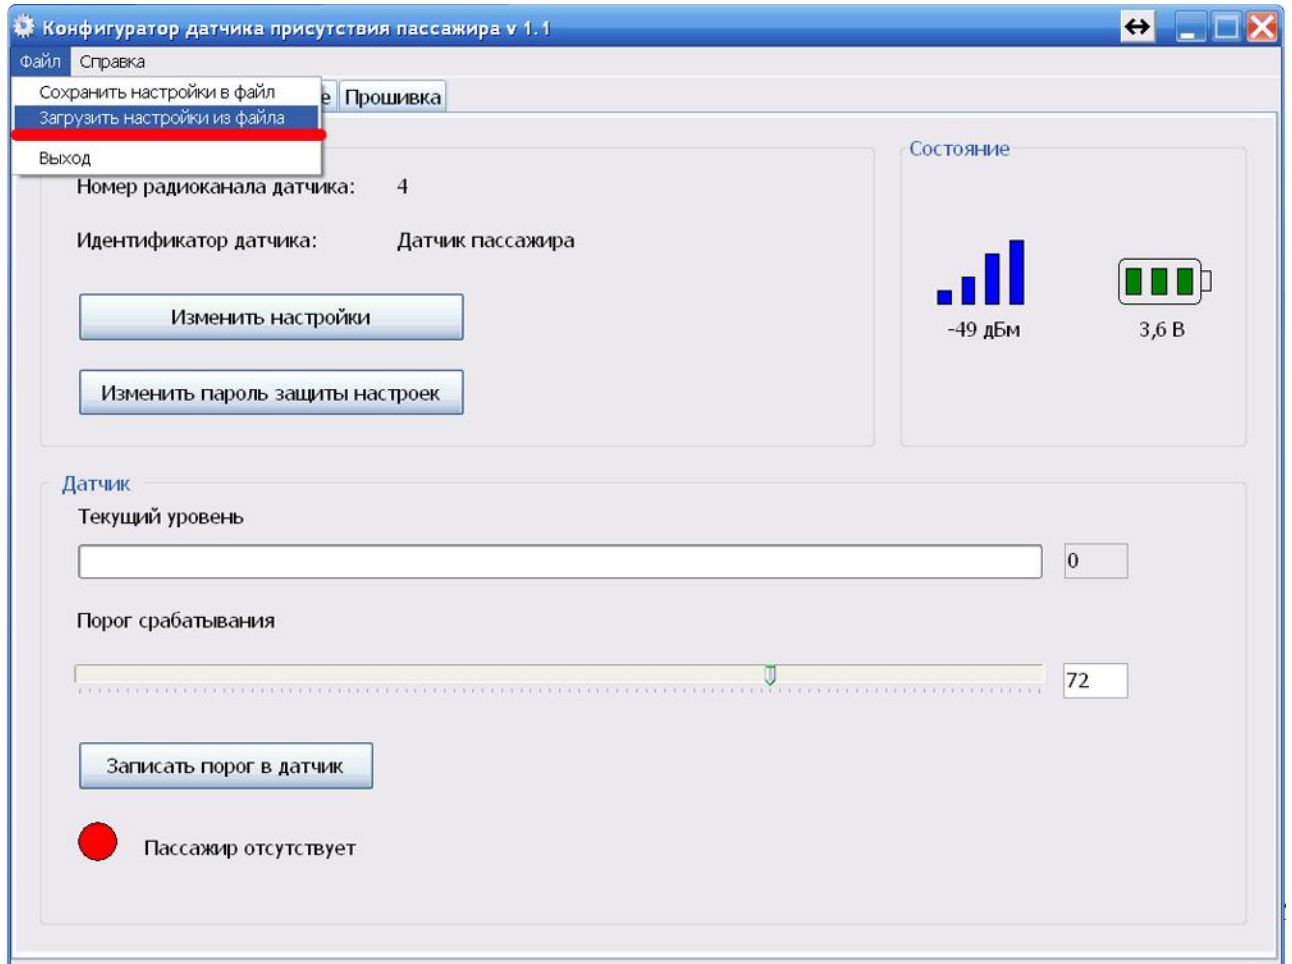 Конфигуратор датчика присутствия пассажира v 1.1
Файл Справка
Сохранить настройки в файл
Загрузить настройки из файла
Выход
е Прошивка
Номер радиоканала датчика: 4
Идентификатор датчика: Датчик пассажира
Изменить настройки
Изменить пароль защиты настроек
Состояние
-49 дБм
3,6 В
Датчик
Текущий уровень
0
Порог срабатывания
72
Записать порог в датчик
Пассажир отсутствует